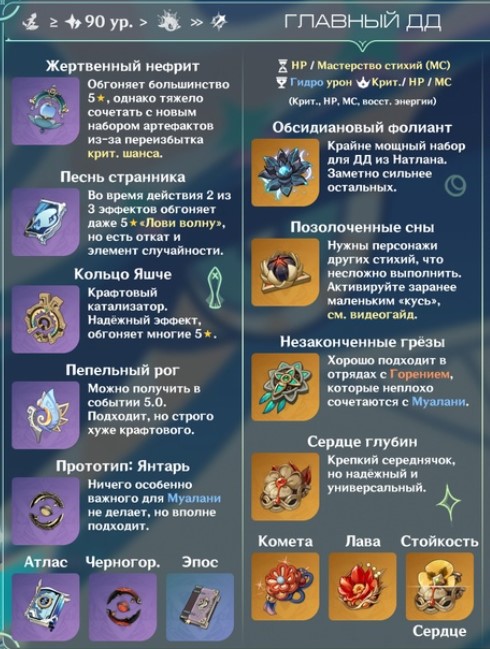 ≥ 90 ур. > >>
ГЛАВНЫЙ ДД
Жертвенный нефрит
Обгоняет большинство
5★, однако тяжело
сочетать с новым
набором артефактов
из-за переизбытка
крит. шанса.
Песнь странника
Во время действия 2 из
3 эффектов обгоняет
даже 5★«Лови волну»,
но есть откат и
элемент случайности.
Кольцо Яшче
Крафтовый
катализатор.
Надёжный эффект,
обгоняет многие 5★.
Пепельный рог
Можно получить в
событии 5.0.
Подходит, но строго
хуже крафтового.
Прототип: Янтарь
Ничего особенно
важного для Муалани
не делает, но вполне
подходит.
Атлас Черногор. Эпос
HP / Мастерство стихий (МС)
Гидро урон Крит./ HP / МС
(Крит., HP, МС, восст. энергии)
Обсидиановый фолиант
Крайне мощный набор
для ДД из Натлана.
Заметно сильнее
остальных.
Позолоченные сны
Нужны персонажи
других стихий, что
несложно выполнить.
Активируйте заранее
маленьким «кусь»,
см. видеогайд.
Незаконченные грёзы
Хорошо подходит в
отрядах с Горением,
которые неплохо
сочетаются с Муалани.
Сердце глубин
Крепкий середнячок,
но надёжный и
универсальный.
Комета Лава Стойкость
Сердце